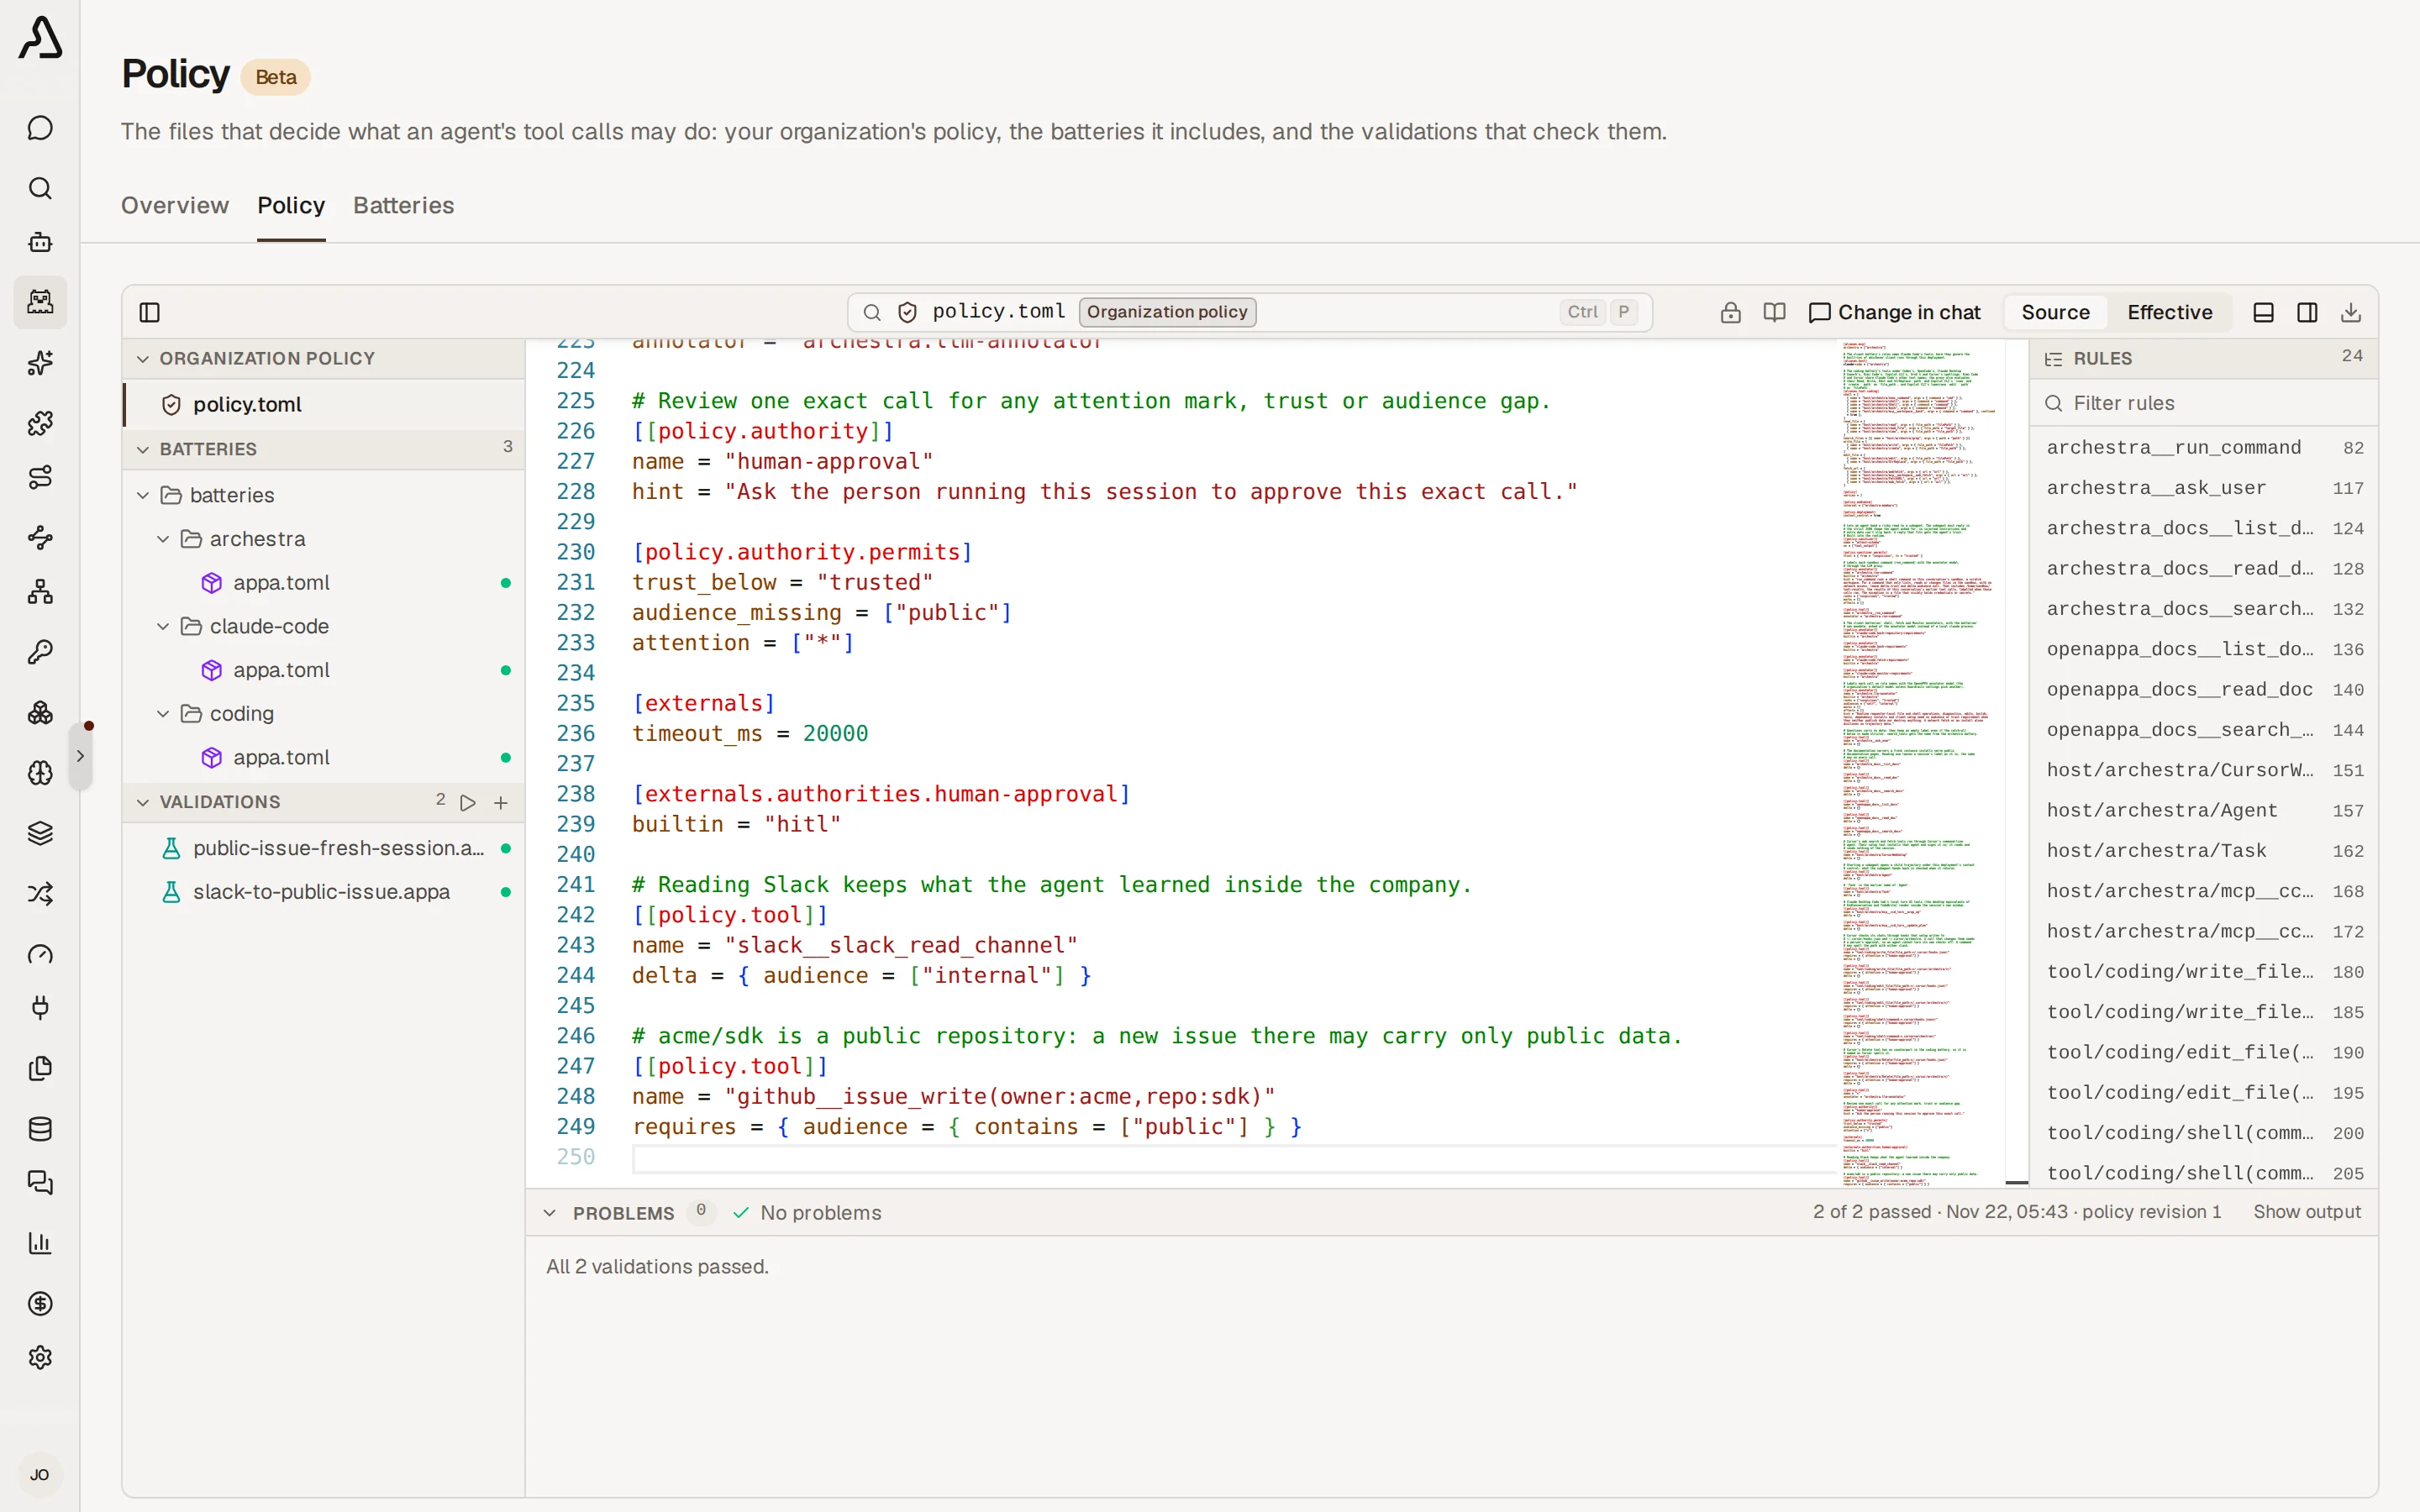 Policy Beta
The files that decide what an agent's tool calls may do: your organization's policy, the batteries it includes, and the validations that check them.
Overview Policy Batteries
policy.toml Organization policy Ctrl P
Change in chat Source Effective
ORGANIZATION POLICY
policy.toml
BATTERIES 3
batteries
archestra
appa.toml
claude-code
appa.toml
coding
appa.toml
VALIDATIONS 2
public-issue-fresh-session.a...
slack-to-public-issue.appa
JO
223 annotator = "archestra.llm-annotator"
224
225 # Review one exact call for any attention mark, trust or audience gap.
226 [[policy.authority]]
227 name = "human-approval"
228 hint = "Ask the person running this session to approve this exact call."
229
230 [policy.authority.permits]
231 trust_below = "trusted"
232 audience_missing = ["public"]
233 attention = ["*"]
234
235 [externals]
236 timeout_ms = 20000
237
238 [externals.authorities.human-approval]
239 builtin = "hitl"
240
241 # Reading Slack keeps what the agent learned inside the company.
242 [[policy.tool]]
243 name = "slack__slack_read_channel"
244 delta = { audience = ["internal"] }
245
246 # acme/sdk is a public repository: a new issue there may carry only public data.
247 [[policy.tool]]
248 name = "github__issue_write(owner:acme,repo:sdk)"
249 requires = { audience = { contains = ["public"] } }
250
RULES 24
Filter rules
archestra__run_command 82
archestra__ask_user 117
archestra_docs__list_d... 124
archestra_docs__read_d... 128
archestra_docs__search... 132
openappa_docs__list_do... 136
openappa_docs__read_doc 140
openappa_docs__search_... 144
host/archestra/CursorW... 151
host/archestra/Agent 157
host/archestra/Task 162
host/archestra/mcp__cc... 168
host/archestra/mcp__cc... 172
tool/coding/write_file... 180
tool/coding/write_file... 185
tool/coding/edit_file(... 190
tool/coding/edit_file(... 195
tool/coding/shell(comm... 200
tool/coding/shell(comm... 205
PROBLEMS 0 No problems
2 of 2 passed · Nov 22, 05:43 · policy revision 1 Show output
All 2 validations passed.